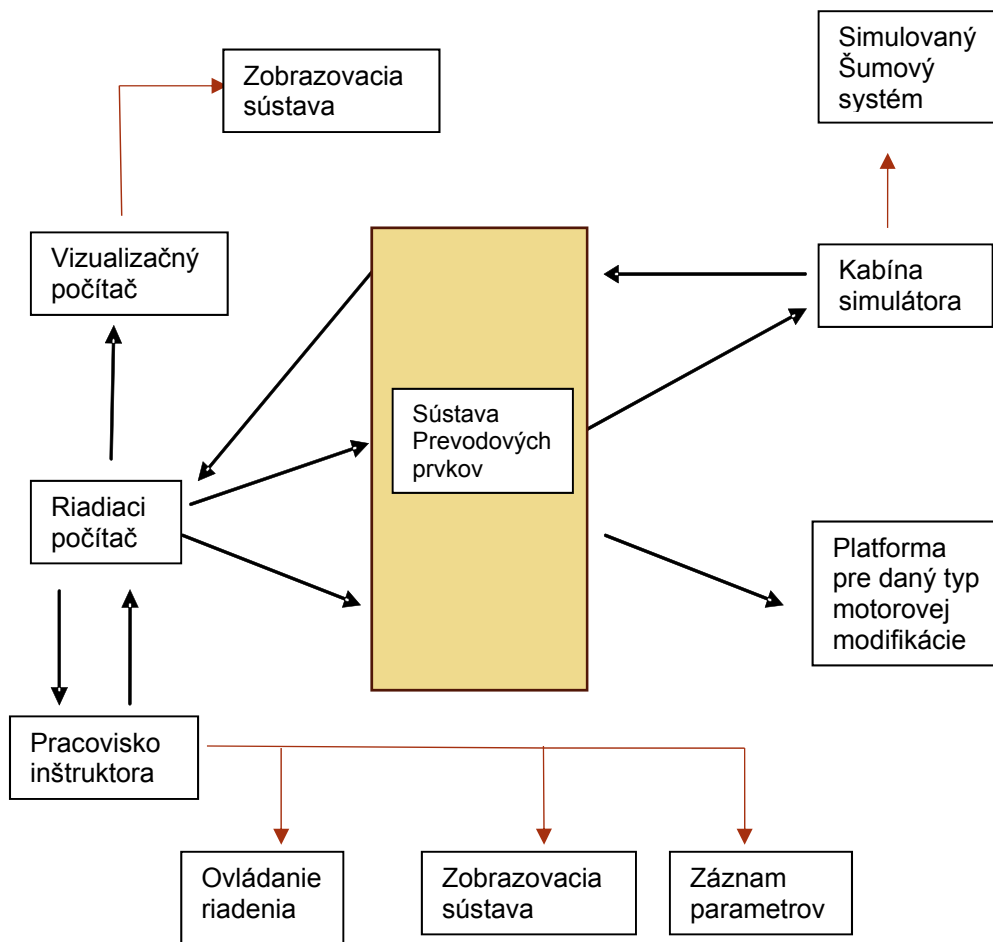 Zobrazovacia
sústava
Simulovaný
Šumový
systém
Vizualizačný
počítač
Kabína
simulátora
Sústava
Prevodových
prvkov
Riadiaci
počítač
Platforma
pre daný typ
motorovej
modifikácie
Pracovisko
inštruktora
Ovládanie
riadenia
Zobrazovacia
sústava
Záznam
parametrov